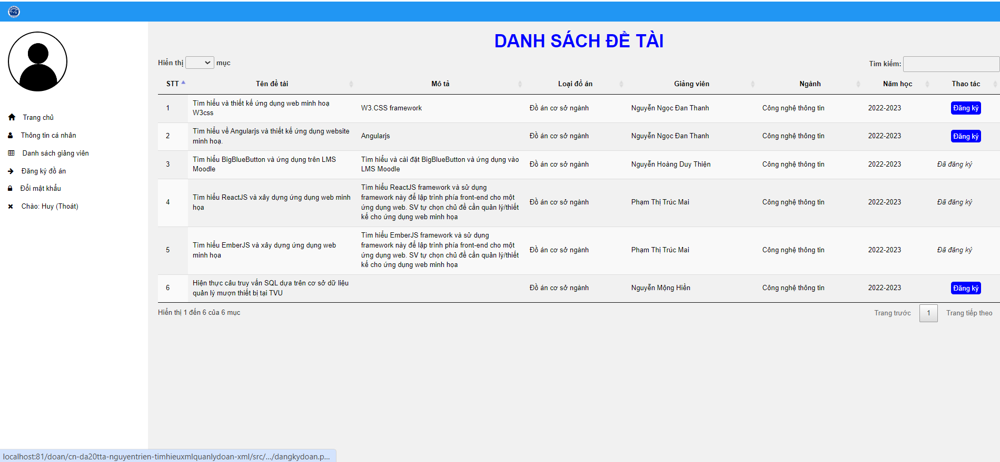 DANH SÁCH ĐỀ TÀI
Hiển thị mục
Tìm kiếm:
STT Tên đề tài Mô tả Loại đồ án Giảng viên Ngành Năm học Thao tác
Trang chủ
Thông tin cá nhân
Danh sách giảng viên
Đăng ký đồ án
Đổi mật khẩu
Chào: Huy (Thoát)
Tìm hiểu và thiết kế ứng dụng web minh hoạ
1 W3css W3.CSS framework Đồ án cơ sở ngành Nguyễn Ngọc Đan Thanh Công nghệ thông tin 2022-2023 Đăng ký
Tìm hiểu về Angularjs và thiết kế ứng dụng website
2 minh hoạ. Angularjs Đồ án cơ sở ngành Nguyễn Ngọc Đan Thanh Công nghệ thông tin 2022-2023 Đăng ký
Tìm hiểu BigBlueButton và ứng dụng trên LMS Tìm hiểu và cài đặt BigBlueButton và ứng dung vào
3 Moodle LMS Moodle Đồ án cơ sở ngành Nguyễn Hoàng Duy Thiện Công nghệ thông tin 2022-2023 Đã đăng ký
Tìm hiểu ReactJS framework và sử dụng
4 Tìm hiểu ReactJS và xây dựng ứng dụng web minh framework này để lập trình phía front-end cho một Đồ án cơ sở ngành Phạm Thị Trúc Mai Công nghệ thông tin 2022-2023 Đã đăng ký
họa ứng dụng web. SV tự chọn chủ đề cần quản lý/thiết
kế cho ứng dụng web minh họa
Tìm hiểu EmberJS framework và sử dụng
5 Tìm hiểu EmberJS và xây dựng ứng dụng web framework này để lập trình phía front-end cho một Đồ án cơ sở ngành Phạm Thị Trúc Mai Công nghệ thông tin 2022-2023 Đã đăng ký
minh họa ứng dụng web. SV tự chọn chủ đề cần quản lý/thiết
kế cho ứng dụng web minh họa
Hiện thực câu truy vấn SQL dựa trên cơ sở dữ liệu
6 quản lý mượn thiết bị tại TVU Đồ án cơ sở ngành Nguyễn Mộng Hiền Công nghệ thông tin 2022-2023 Đăng ký
Hiển thị 1 đến 6 của 6 mục
Trang trước 1 Trang tiếp theo
localhost:81/doan/cn-da20tta-nguyentrien-timhieuxmlquanlydoan-xml/src/.../dangkydoan.p...